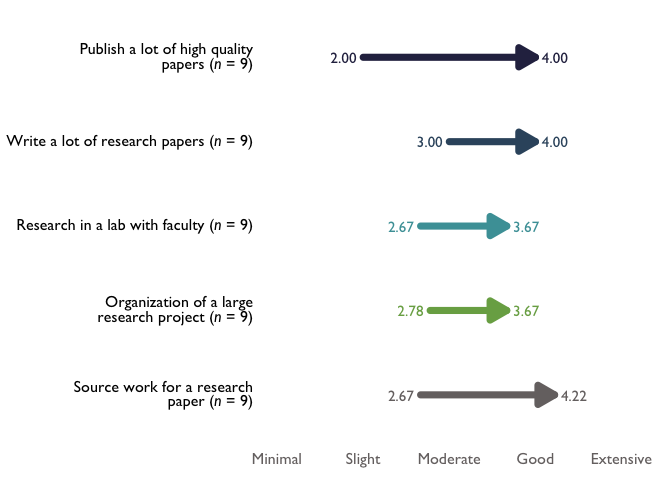 Publish a lot of high quality
papers (n = 9)
2.00
4.00
Write a lot of research papers (n = 9)
3.00
4.00
Research in a lab with faculty (n = 9)
2.67
3.67
Organization of a large
research project (n = 9)
2.78
3.67
Source work for a research
paper (n = 9)
2.67
4.22
Minimal Slight Moderate Good Extensive